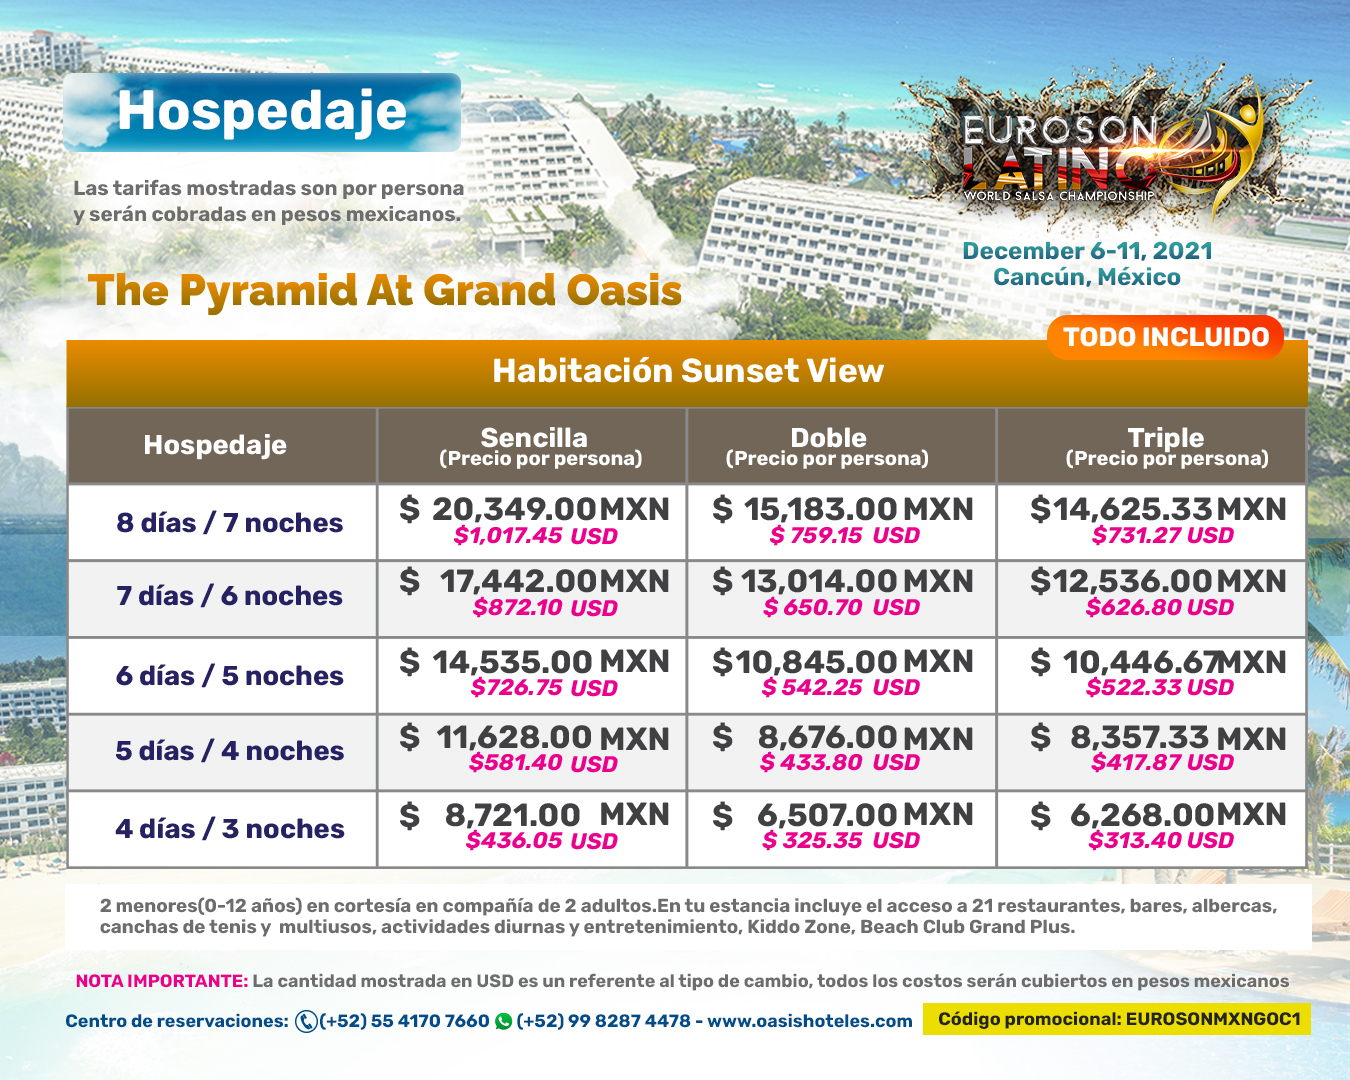 Hospedaje
Las tarifas mostradas son por persona
y serán cobradas en pesos mexicanos.
EUROSON
LATINO
WORLD SALSA CHAMPIONSHIP
December 6-11, 2021
Cancún, México
The Pyramid At Grand Oasis
TODO INCLUIDO
Habitación Sunset View
Hospedaje
Sencilla
(Precio por persona)
Doble
(Precio por persona)
Triple
(Precio por persona)
8 días / 7 noches
$ 20,349.00 MXN
$1,017.45 USD
$ 15,183.00 MXN
$ 759.15 USD
$14,625.33 MXN
$731.27 USD
7 días / 6 noches
$ 17,442.00 MXN
$872.10 USD
$ 13,014.00 MXN
$ 650.70 USD
$12,536.00 MXN
$626.80 USD
6 días / 5 noches
$ 14,535.00 MXN
$726.75 USD
$10,845.00 MXN
$ 542.25 USD
$ 10,446.67MXN
$522.33 USD
5 días / 4 noches
$ 11,628.00 MXN
$581.40 USD
$ 8,676.00 MXN
$ 433.80 USD
$ 8,357.33 MXN
$417.87 USD
4 días / 3 noches
$ 8,721.00 MXN
$436.05 USD
$ 6,507.00 MXN
$ 325.35 USD
$ 6,268.00MXN
$313.40 USD
2 menores(0-12 años) en cortesía en compañía de 2 adultos.En tu estancia incluye el acceso a 21 restaurantes, bares, albercas,
canchas de tenis y multiusos, actividades diurnas y entretenimiento, Kiddo Zone, Beach Club Grand Plus.
NOTA IMPORTANTE: La cantidad mostrada en USD es un referente al tipo de cambio, todos los costos serán cubiertos en pesos mexicanos
Centro de reservaciones: (+52) 55 4170 7660 (+52) 99 8287 4478 - www.oasishoteles.com
Código promocional: EUROSONMXNGOC1